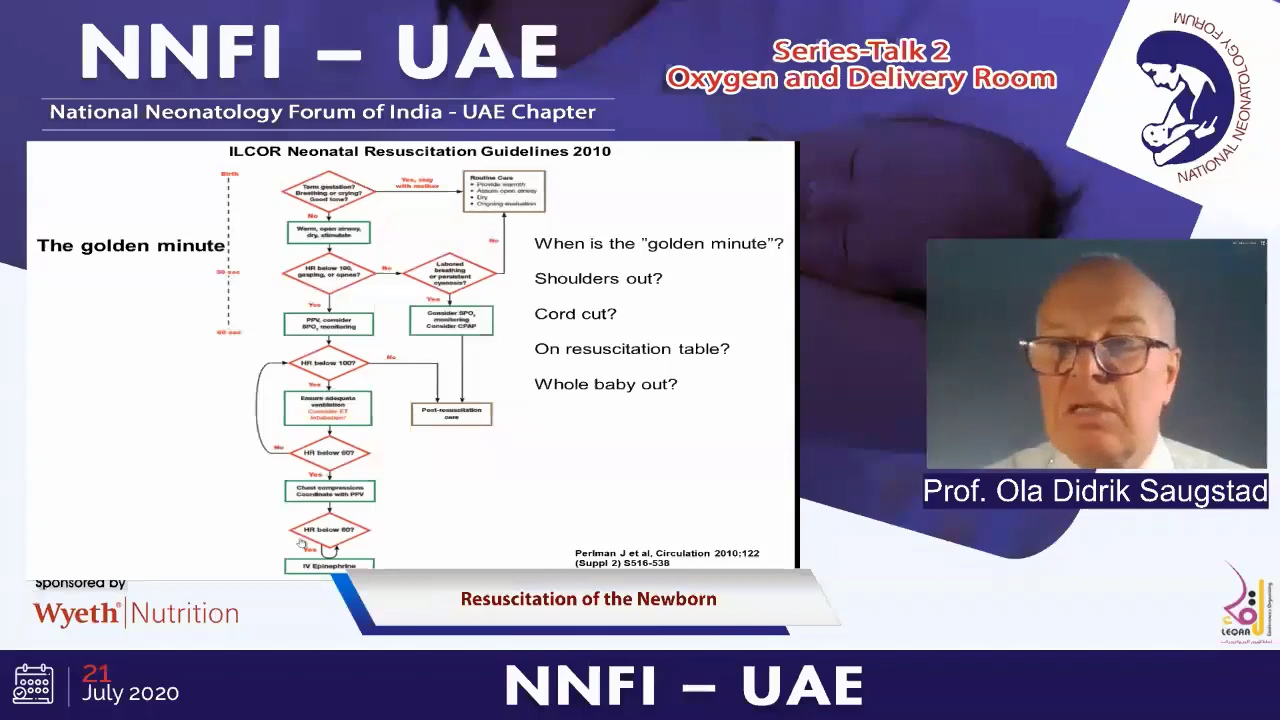 NNFI – UAE
National Neonatology Forum of India - UAE Chapter
Series-Talk 2
Oxygen and Delivery Room
NATIONAL NEONATOLOGY FORUM
ILCOR Neonatal Resuscitation Guidelines 2010
Birth
The golden minute
30 sec
60 sec
Term gestation?
Breathing or crying?
Good tone?
Yes, stay
with mother
Routine Care
• Provide warmth
• Assure open airway
• Dry
• Ongoing evaluation
No
Warm, open airway,
dry, stimulate
HR below 100,
gasping, or apnea?
No
Labored
breathing
or persistent
cyanosis?
No
Yes
Yes
PPV, consider
SPO₂ monitoring
Consider SPO₂
monitoring
Consider CPAP
HR below 100?
No
Yes
Ensure adequate
ventilation
Consider ET
intubation!
Post-resuscitation
care
HR below 60?
No
Yes
Chest compressions
Coordinate with PPV
HR below 60?
Yes
IV Epinephrine
When is the "golden minute"?
Shoulders out?
Cord cut?
On resuscitation table?
Whole baby out?
Perlman J et al, Circulation 2010;122
(Suppl 2) S516-538
Prof. Ola Didrik Saugstad
Sponsored by
Wyeth® Nutrition
Resuscitation of the Newborn
LEQAA
21
July 2020
NNFI – UAE